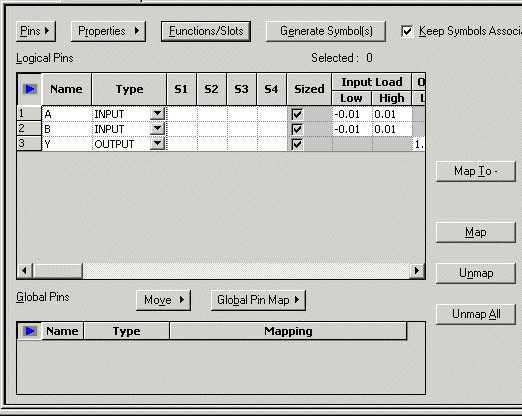 Pins Properties Functions/Slots Generate Symbol(s) Keep Symbols Associ
Logical Pins Selected : 0
Input Load O
Name Type S1 S2 S3 S4 Sized Low High L
1 A INPUT -0.01 0.01
2 B INPUT -0.01 0.01
3 Y OUTPUT 1.
Map To -
Map
Unmap
Unmap All
Global Pins Move Global Pin Map
Name Type Mapping